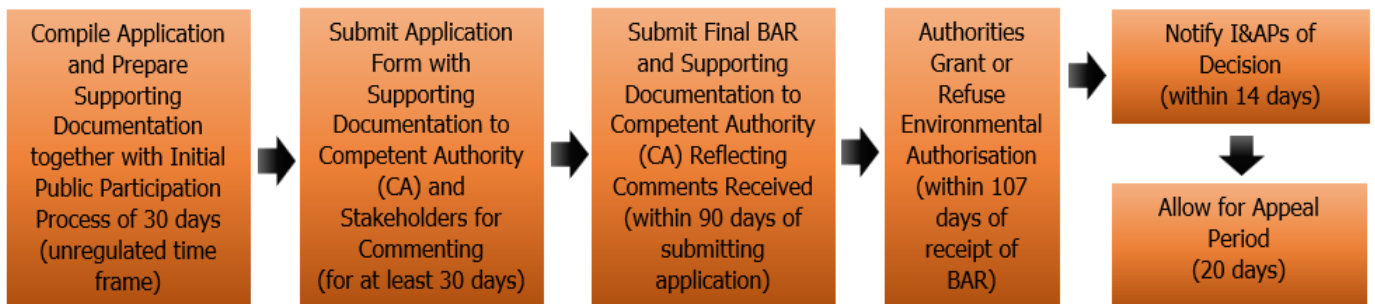 Compile Application
and Prepare
Supporting
Documentation
together with Initial
Public Participation
Process of 30 days
(unregulated time
frame)
Submit Application
Form with
Supporting
Documentation to
Competent Authority
(CA) and
Stakeholders for
Commenting
(for at least 30 days)
Submit Final BAR
and Supporting
Documentation to
Competent Authority
(CA) Reflecting
Comments Received
(within 90 days of
submitting
application)
Authorities
Grant or
Refuse
Environmental
Authorisation
(within 107
days of
receipt of
BAR)
Notify I&APs of
Decision
(within 14 days)
Allow for Appeal
Period
(20 days)